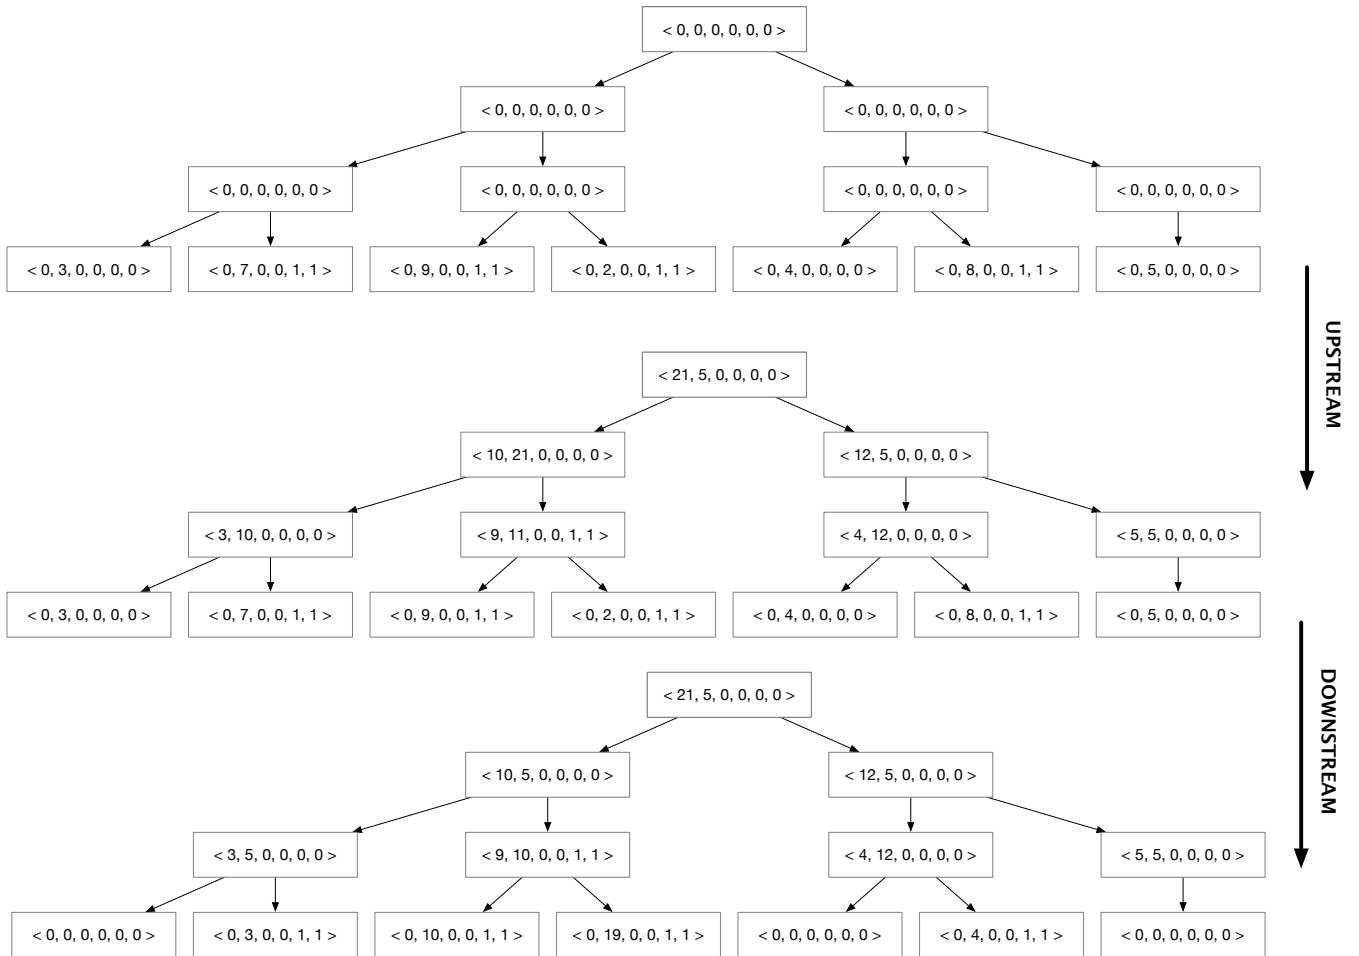 < 0, 0, 0, 0, 0, 0 >
< 0, 0, 0, 0, 0, 0 >
< 0, 0, 0, 0, 0, 0 >
< 0, 0, 0, 0, 0, 0 >
< 0, 0, 0, 0, 0, 0 >
< 0, 0, 0, 0, 0, 0 >
< 0, 0, 0, 0, 0, 0 >
< 0, 3, 0, 0, 0, 0 >
< 0, 7, 0, 0, 1, 1 >
< 0, 9, 0, 0, 1, 1 >
< 0, 2, 0, 0, 1, 1 >
< 0, 4, 0, 0, 0, 0 >
< 0, 8, 0, 0, 1, 1 >
< 0, 5, 0, 0, 0, 0 >
UPSTREAM
< 21, 5, 0, 0, 0, 0 >
< 10, 21, 0, 0, 0, 0 >
< 12, 5, 0, 0, 0, 0 >
< 3, 10, 0, 0, 0, 0 >
< 9, 11, 0, 0, 1, 1 >
< 4, 12, 0, 0, 0, 0 >
< 5, 5, 0, 0, 0, 0 >
< 0, 3, 0, 0, 0, 0 >
< 0, 7, 0, 0, 1, 1 >
< 0, 9, 0, 0, 1, 1 >
< 0, 2, 0, 0, 1, 1 >
< 0, 4, 0, 0, 0, 0 >
< 0, 8, 0, 0, 1, 1 >
< 0, 5, 0, 0, 0, 0 >
DOWNSTREAM
< 21, 5, 0, 0, 0, 0 >
< 10, 5, 0, 0, 0, 0 >
< 12, 5, 0, 0, 0, 0 >
< 3, 5, 0, 0, 0, 0 >
< 9, 10, 0, 0, 1, 1 >
< 4, 12, 0, 0, 0, 0 >
< 5, 5, 0, 0, 0, 0 >
< 0, 0, 0, 0, 0, 0 >
< 0, 3, 0, 0, 1, 1 >
< 0, 10, 0, 0, 1, 1 >
< 0, 19, 0, 0, 1, 1 >
< 0, 0, 0, 0, 0, 0 >
< 0, 4, 0, 0, 1, 1 >
< 0, 0, 0, 0, 0, 0 >